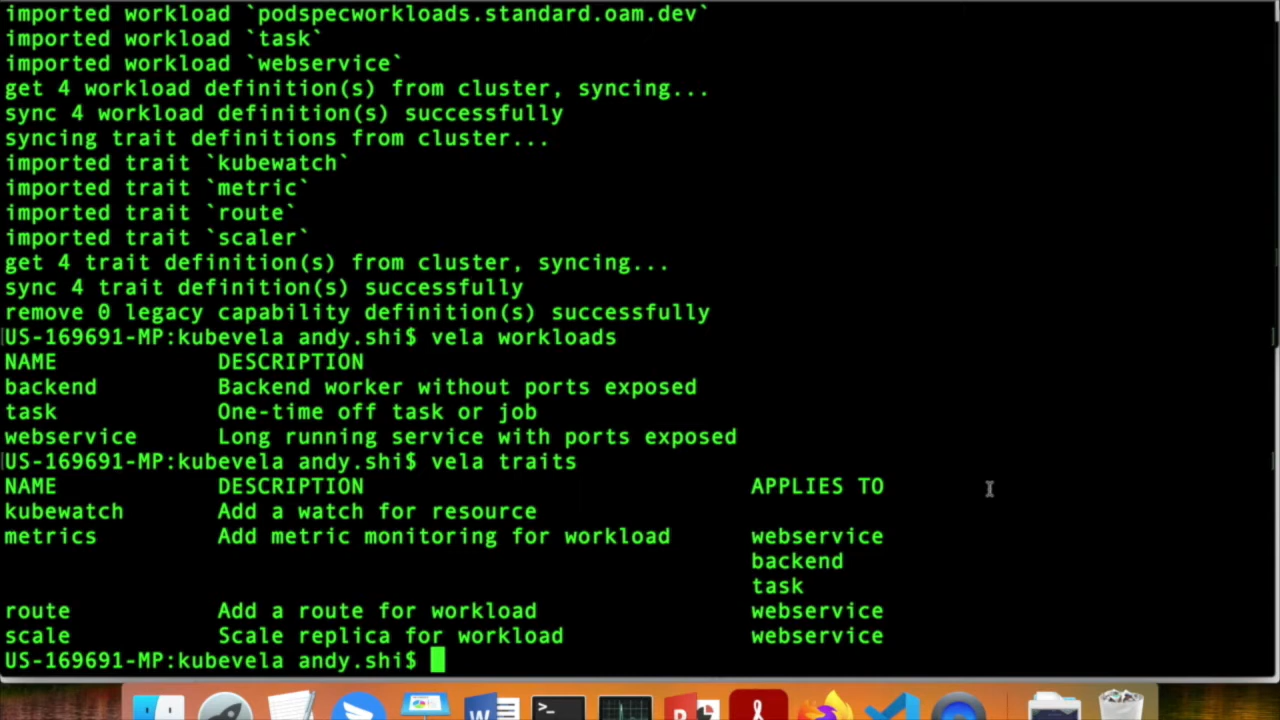 imported workload `podspecworkloads.standard.oam.dev`
imported workload `task`
imported workload `webservice`
get 4 workload definition(s) from cluster, syncing...
sync 4 workload definition(s) successfully
syncing trait definitions from cluster...
imported trait `kubewatch`
imported trait `metric`
imported trait `route`
imported trait `scaler`
get 4 trait definition(s) from cluster, syncing...
sync 4 trait definition(s) successfully
remove 0 legacy capability definition(s) successfully
US-169691-MP:kubevela andy.shi$ vela workloads
NAME DESCRIPTION
backend Backend worker without ports exposed
task One-time off task or job
webservice Long running service with ports exposed
US-169691-MP:kubevela andy.shi$ vela traits
NAME DESCRIPTION APPLIES TO
kubewatch Add a watch for resource
metrics Add metric monitoring for workload webservice
backend
task
route Add a route for workload webservice
scale Scale replica for workload webservice
US-169691-MP:kubevela andy.shi$